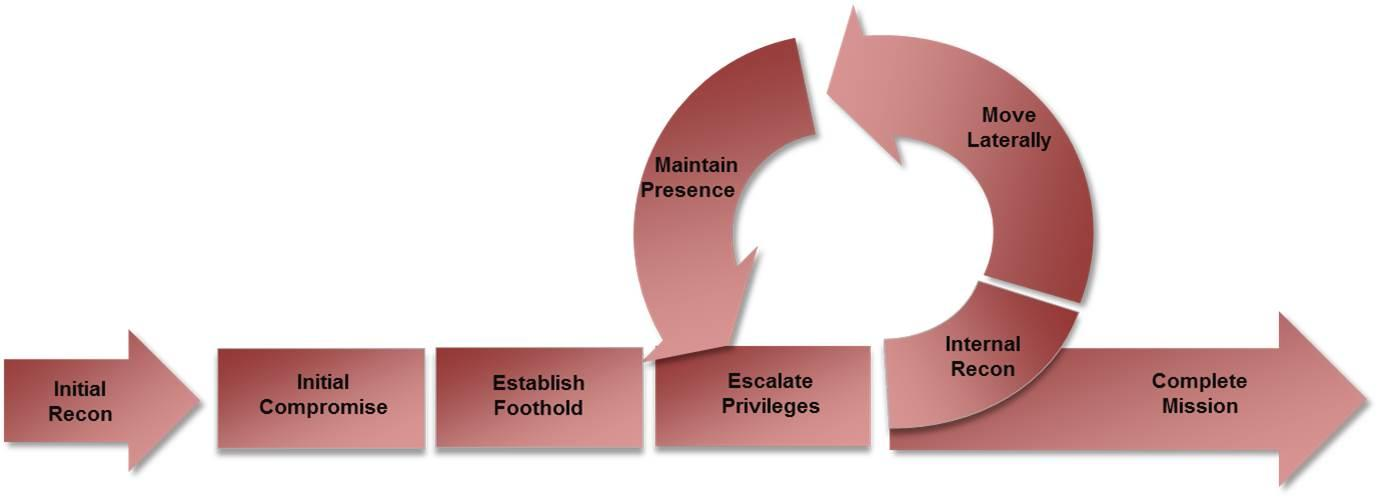 Initial
Recon
Initial
Compromise
Establish
Foothold
Escalate
Privileges
Internal
Recon
Move
Laterally
Maintain
Presence
Complete
Mission